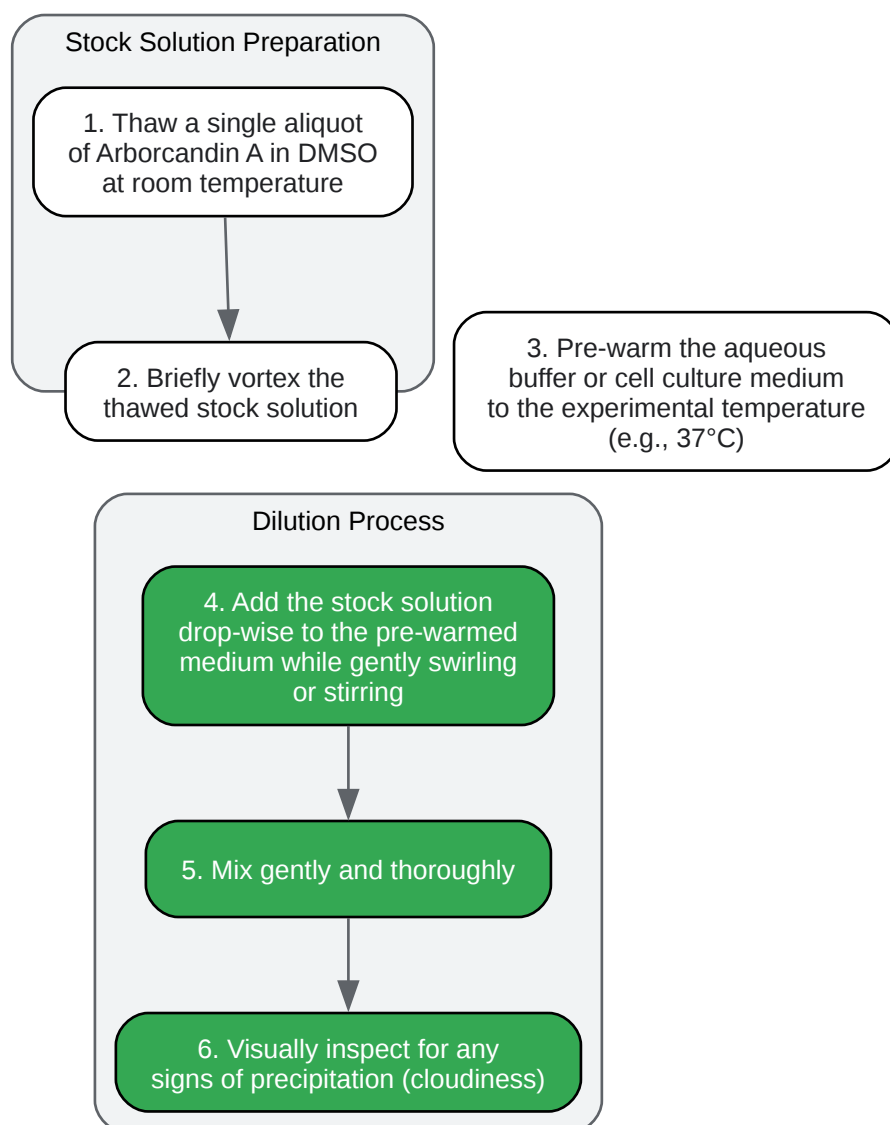 Stock Solution Preparation
1. Thaw a single aliquot
of Arborcandin A in DMSO
at room temperature
2. Briefly vortex the
thawed stock solution
3. Pre-warm the aqueous
buffer or cell culture medium
to the experimental temperature
(e.g., 37°C)
Dilution Process
4. Add the stock solution
drop-wise to the pre-warmed
medium while gently swirling
or stirring
5. Mix gently and thoroughly
6. Visually inspect for any
signs of precipitation (cloudiness)